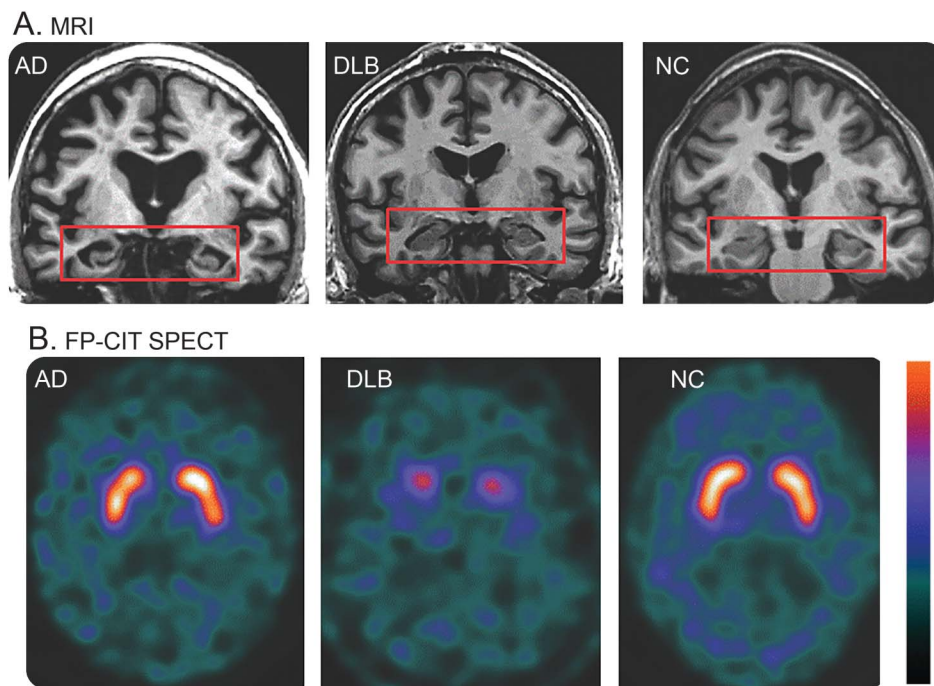 A. MRI
AD
DLB
NC
B. FP-CIT SPECT
AD
DLB
NC